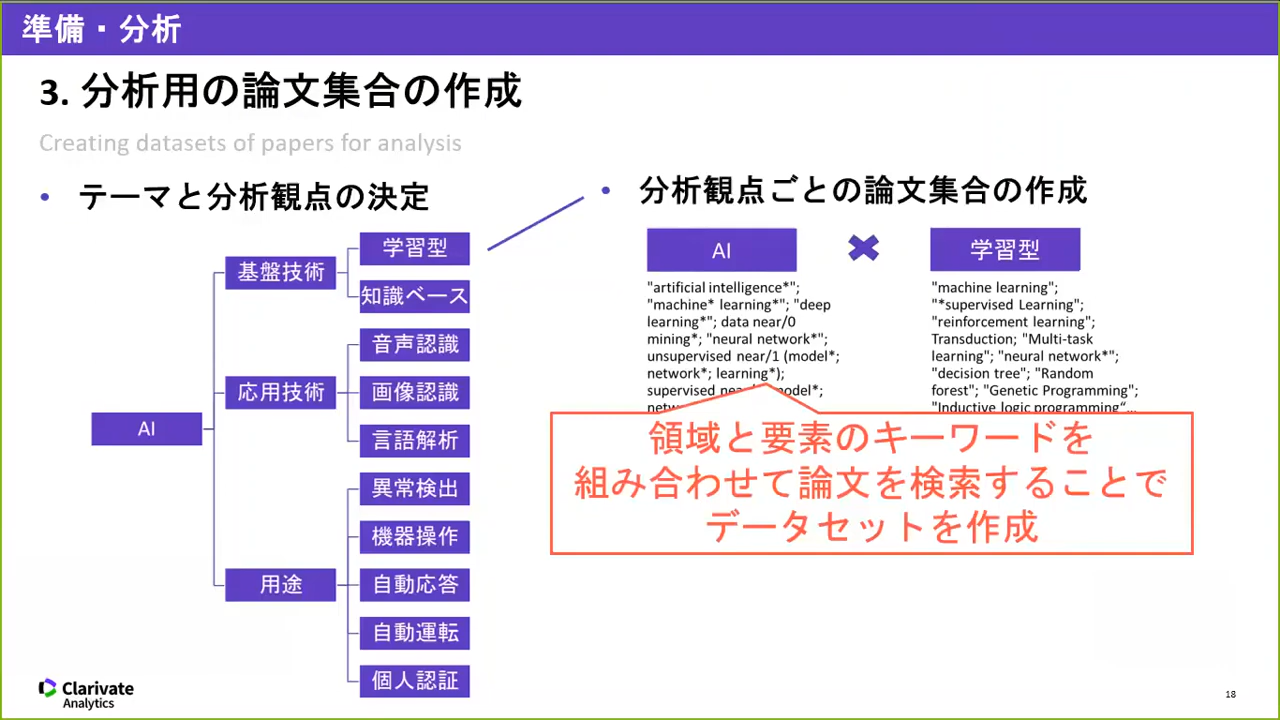 準備・分析
3. 分析用の論文集合の作成
Creating datasets of papers for analysis
• テーマと分析観点の決定
AI
基盤技術
学習型
知識ベース
応用技術
音声認識
画像認識
言語解析
用途
異常検出
機器操作
自動応答
自動運転
個人認証
• 分析観点ごとの論文集合の作成
AI
"artificial intelligence*";
"machine* learning*"; "deep
learning*"; data near/0
mining*; "neural network*";
unsupervised near/1 (model*;
network*; learning*);
supervised
学習型
"machine learning";
"*supervised Learning";
"reinforcement learning";
Transduction; "Multi-task
learning"; "neural network*";
"decision tree"; "Random
forest"; "Genetic Programming";
"Inductive logic programming"…
領域と要素のキーワードを
組み合わせて論文を検索することで
データセットを作成
Clarivate
Analytics
18